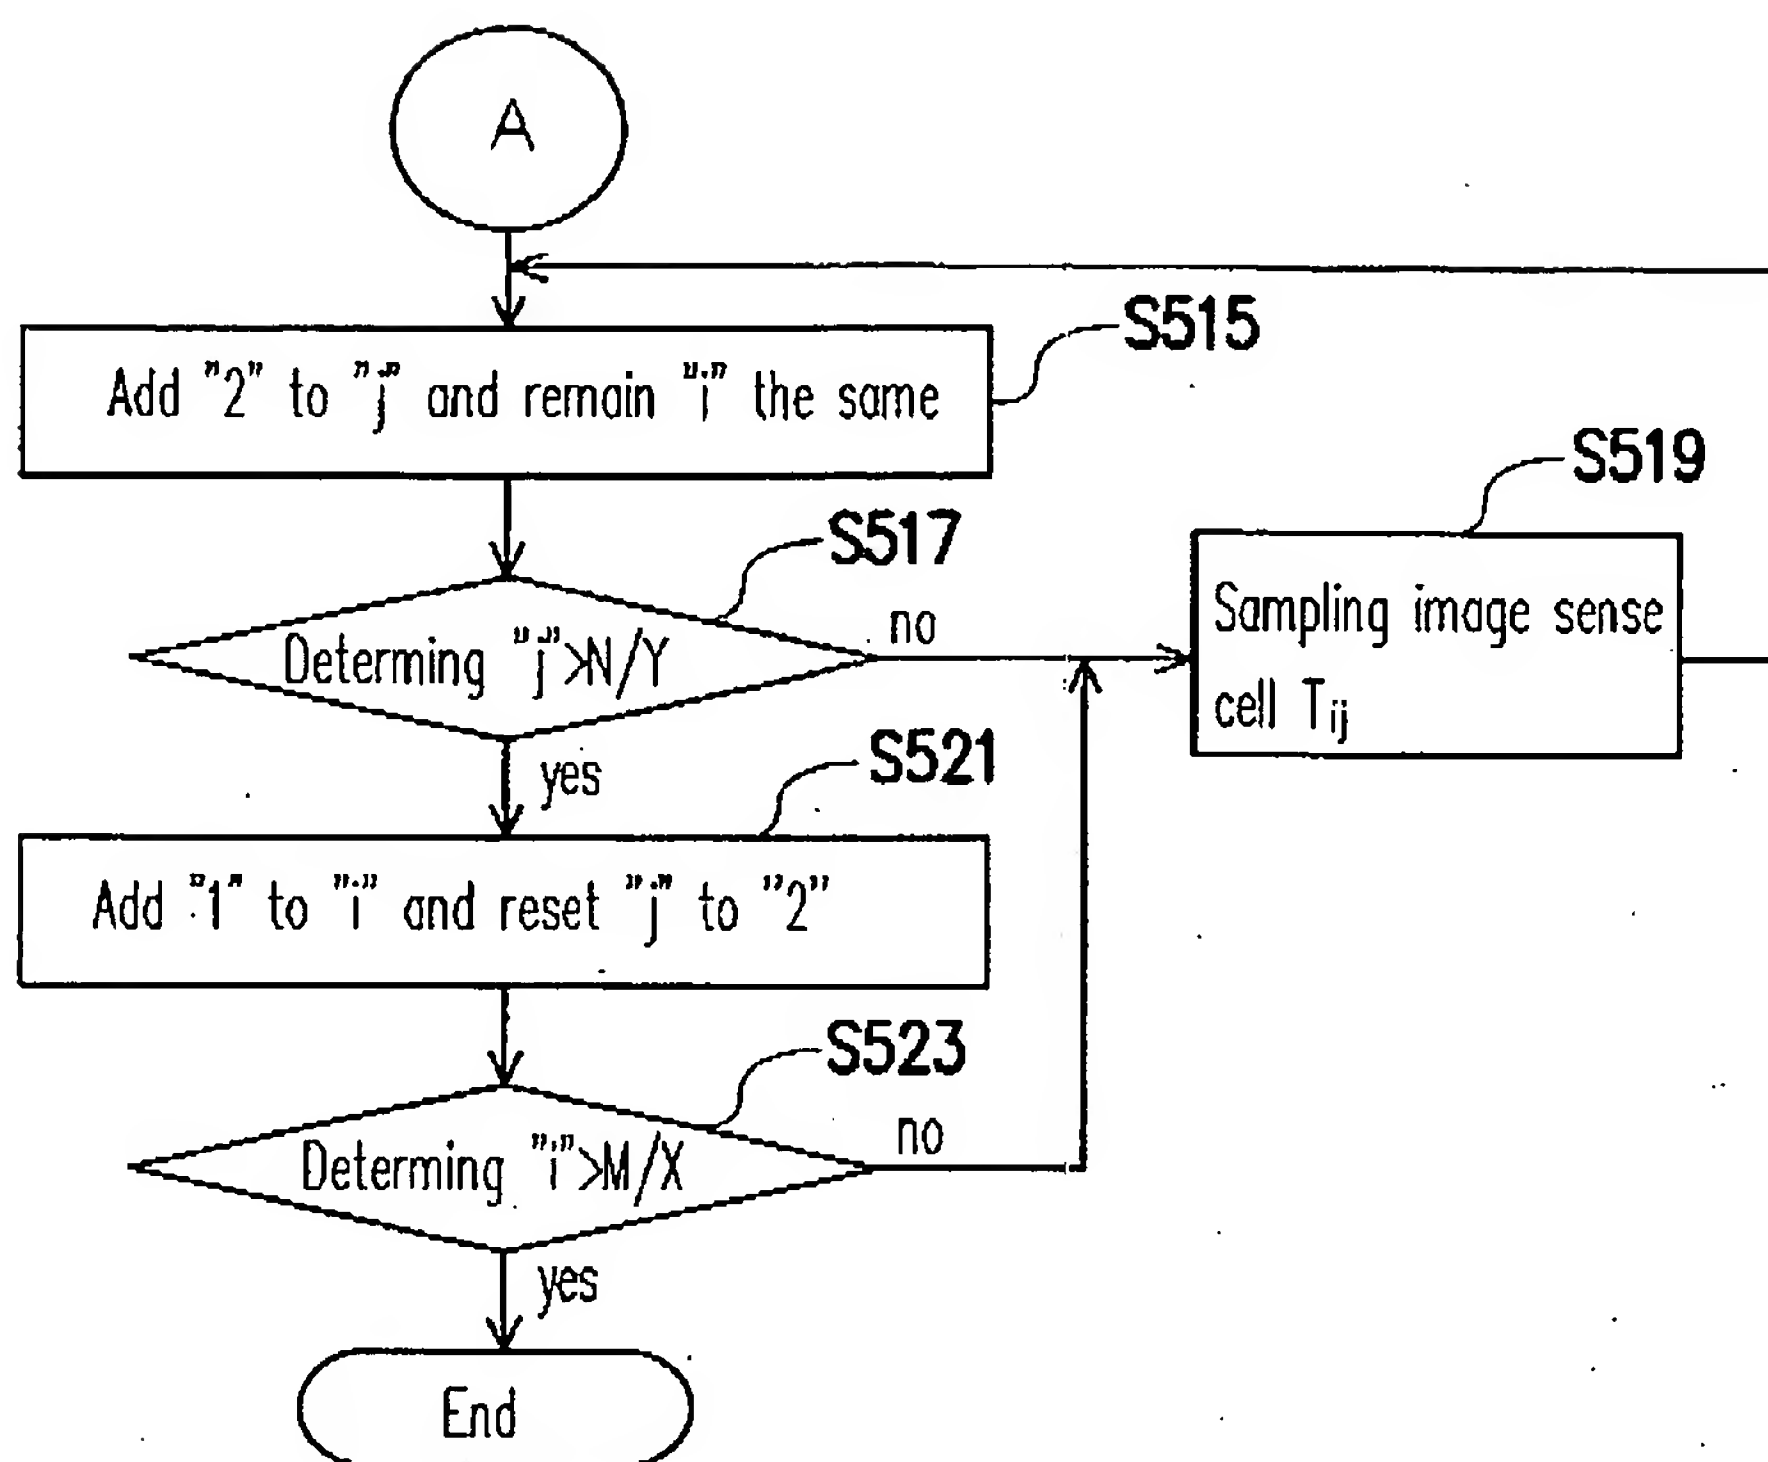 A
S515
Add "2" to "j" and remain "i" the same
S519
S517
Determing "j">N/Y
no
Sampling image sense
cell Tij
yes
S521
Add "1" to "i" and reset "j" to "2"
S523
Determing "i">M/X
no
yes
End